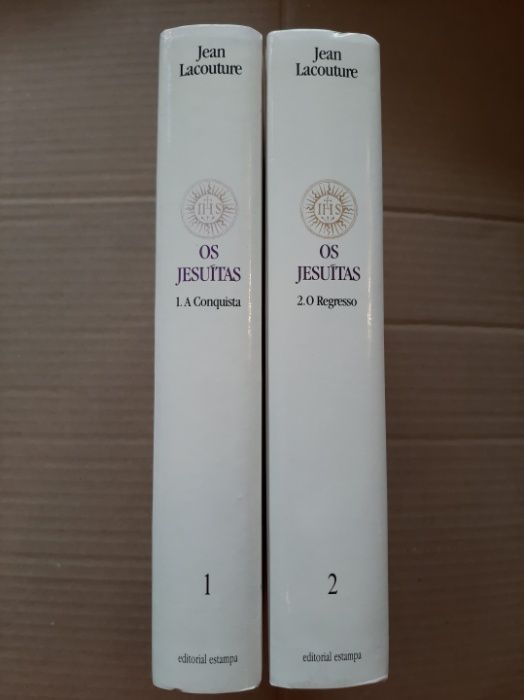 Jean
Lacouture
IHS
OS
JESUÍTAS
1. A Conquista
1
editorial estampa
Jean
Lacouture
IHS
OS
JESUÍTAS
2. O Regresso
2
editorial estampa